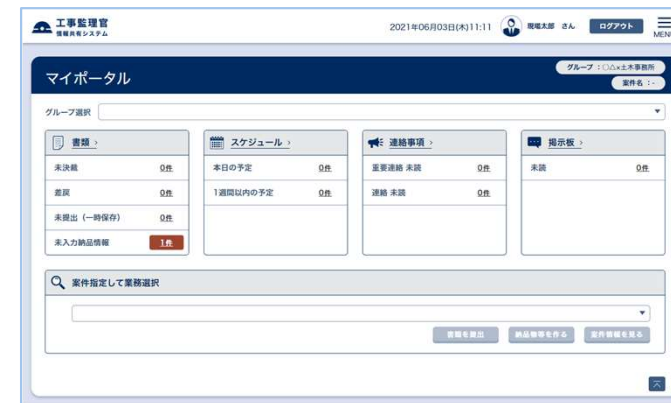 工事監理官
情報共有システム
2021年06月03日(木)11:11
現場太郎 さん
ログアウト
MENU
マイポータル
グループ：○△×土木事務所
案件名：-
グループ選択
書類 ›
未決裁 0件
差戻 0件
未提出（一時保存） 0件
未入力納品情報 1件
スケジュール ›
本日の予定 0件
1週間以内の予定 0件
連絡事項 ›
重要連絡 未読 0件
連絡 未読 0件
掲示板 ›
未読 0件
案件指定して業務選択
書類を提出
納品物等を作る
案件情報を見る